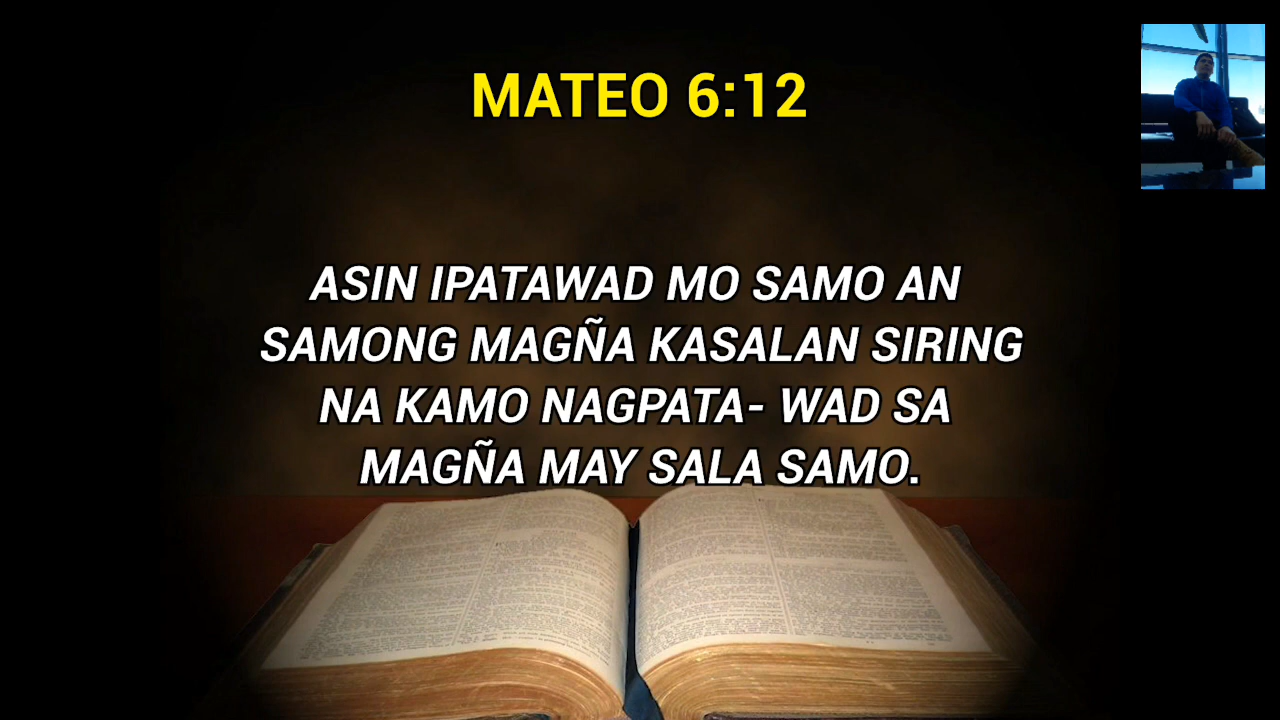 MATEO 6:12
ASIN IPATAWAD MO SAMO AN
SAMONG MAGÑA KASALAN SIRING
NA KAMO NAGPATA- WAD SA
MAGÑA MAY SALA SAMO.